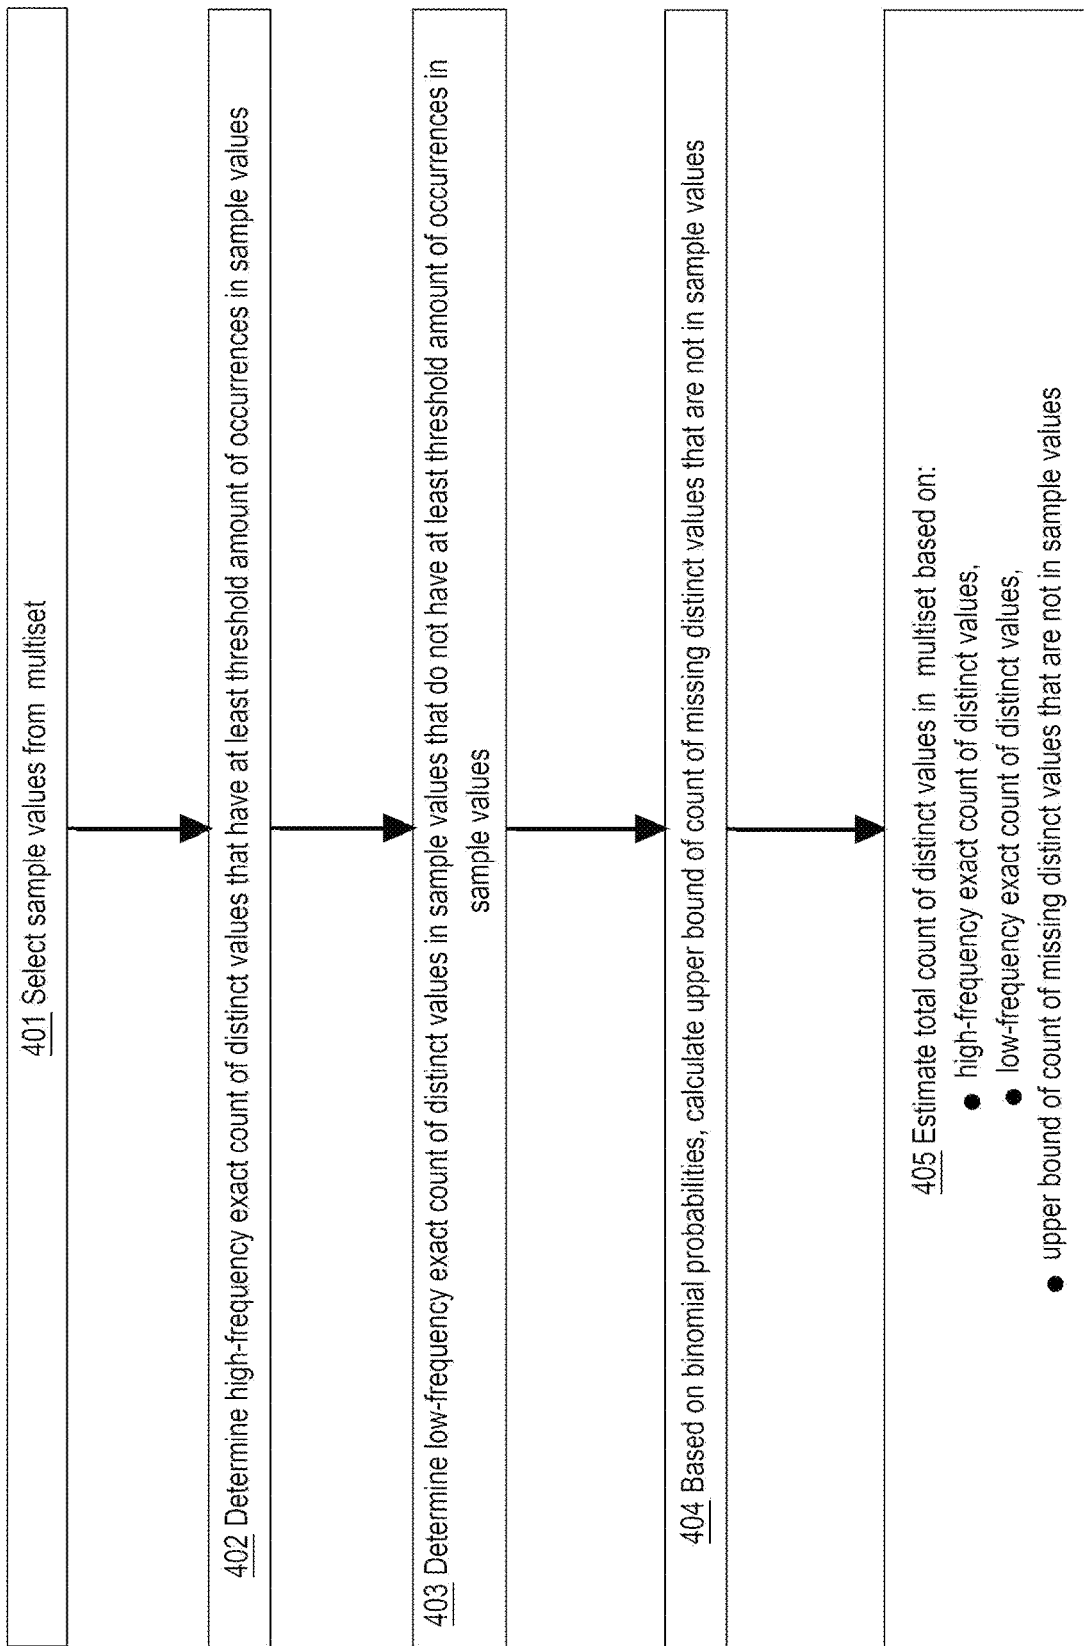 401 Select sample values from multiset
402 Determine high-frequency exact count of distinct values that have at least threshold amount of occurrences in sample values
403 Determine low-frequency exact count of distinct values in sample values that do not have at least threshold amount of occurrences in
sample values
404 Based on binomial probabilities, calculate upper bound of count of missing distinct values that are not in sample values
405 Estimate total count of distinct values in multiset based on:
● high-frequency exact count of distinct values,
● low-frequency exact count of distinct values,
● upper bound of count of missing distinct values that are not in sample values